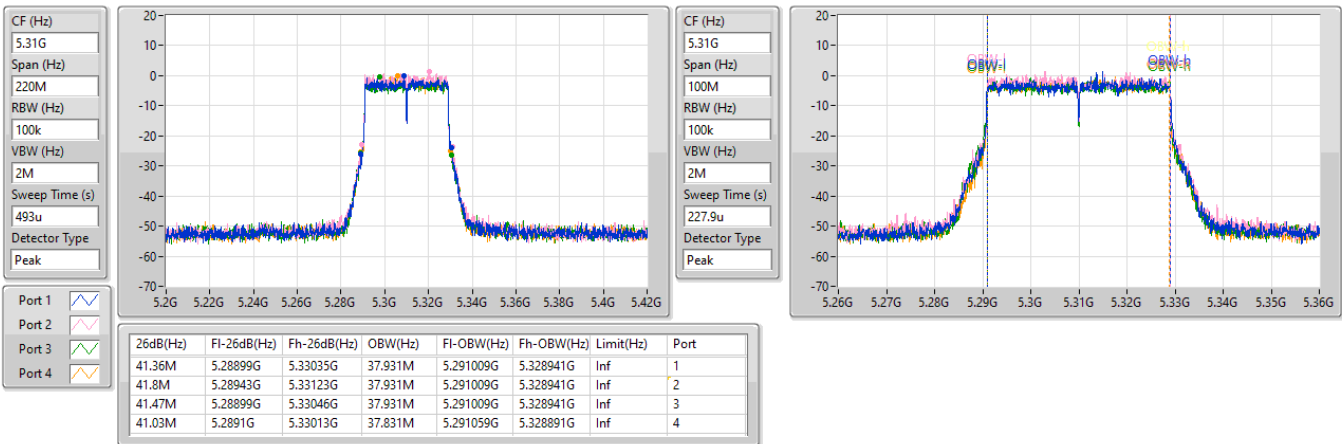 CF (Hz)
5.31G
Span (Hz)
220M
RBW (Hz)
100k
VBW (Hz)
2M
Sweep Time (s)
493u
Detector Type
Peak
20
10
0
-10
-20
-30
-40
-50
-60
-70
5.2G 5.22G 5.24G 5.26G 5.28G 5.3G 5.32G 5.34G 5.36G 5.38G 5.4G 5.42G
CF (Hz)
5.31G
Span (Hz)
100M
RBW (Hz)
100k
VBW (Hz)
2M
Sweep Time (s)
227.9u
Detector Type
Peak
20
10
0
-10
-20
-30
-40
-50
-60
-70
OBW-l OBW-h
5.26G 5.27G 5.28G 5.29G 5.3G 5.31G 5.32G 5.33G 5.34G 5.35G 5.36G
Port 1
Port 2
Port 3
Port 4
26dB(Hz) Fl-26dB(Hz) Fh-26dB(Hz) OBW(Hz) Fl-OBW(Hz) Fh-OBW(Hz) Limit(Hz) Port
41.36M 5.28899G 5.33035G 37.931M 5.291009G 5.328941G Inf 1
41.8M 5.28943G 5.33123G 37.931M 5.291009G 5.328941G Inf 2
41.47M 5.28899G 5.33046G 37.931M 5.291009G 5.328941G Inf 3
41.03M 5.2891G 5.33013G 37.831M 5.291059G 5.328891G Inf 4